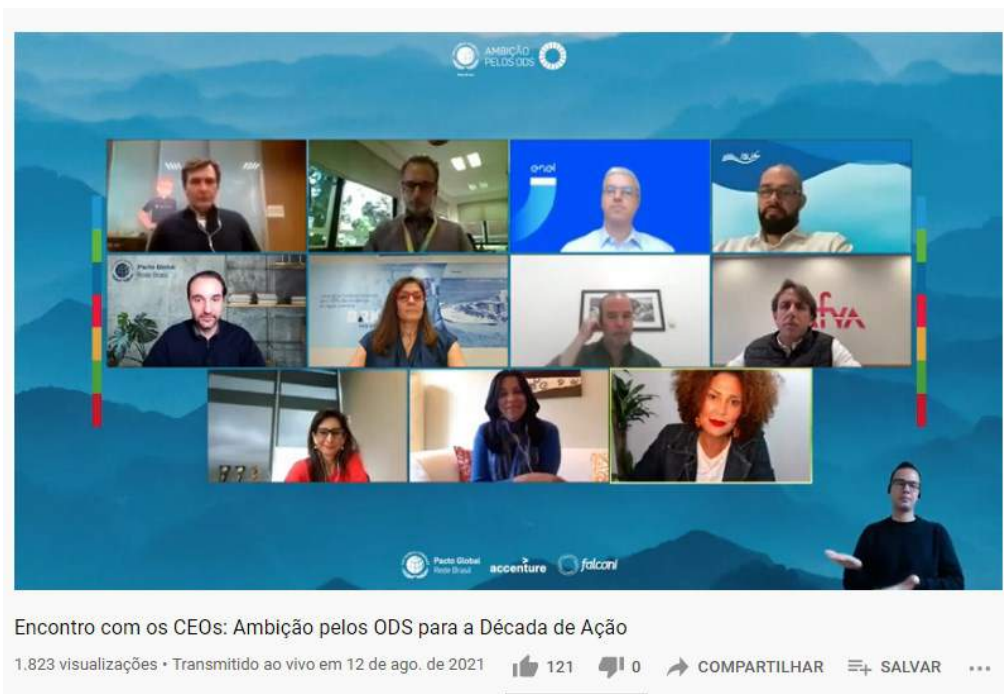 AMBIÇÃO
PELOS ODS
enel
Pacto Global
Rede Brasil
BRK
fYA
Pacto Global
Rede Brasil
accenture
falconi
Encontro com os CEOs: Ambição pelos ODS para a Década de Ação
1.823 visualizações • Transmitido ao vivo em 12 de ago. de 2021
121
0
COMPARTILHAR
SALVAR